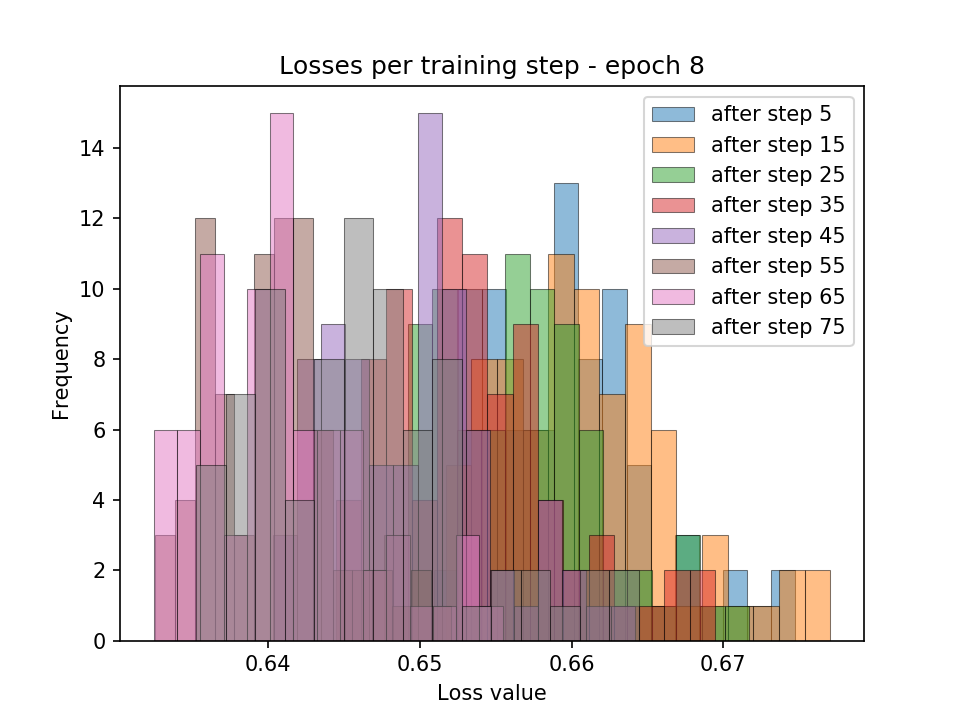 Losses per training step - epoch 8
after step 5
after step 15
after step 25
after step 35
after step 45
after step 55
after step 65
after step 75
Frequency
14
12
10
8
6
4
2
0
0.64 0.65 0.66 0.67
Loss value